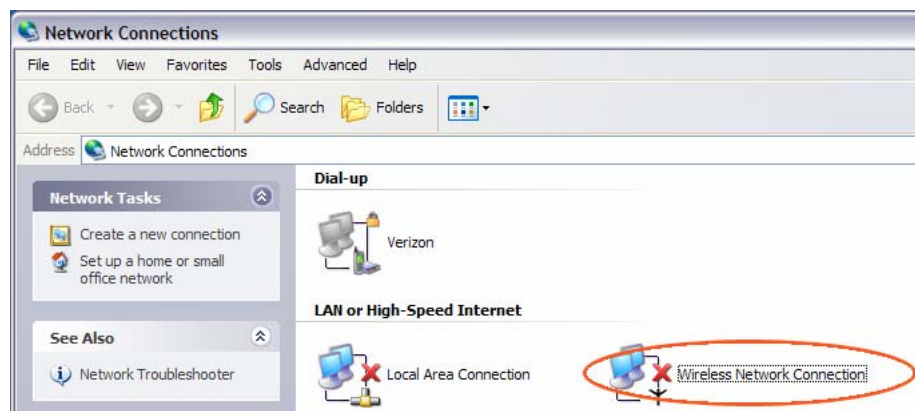 Network Connections
File Edit View Favorites Tools Advanced Help
Back Search Folders
Address Network Connections
Network Tasks
Create a new connection
Set up a home or small
office network
See Also
Network Troubleshooter
Dial-up
Verizon
LAN or High-Speed Internet
Local Area Connection
Wireless Network Connection